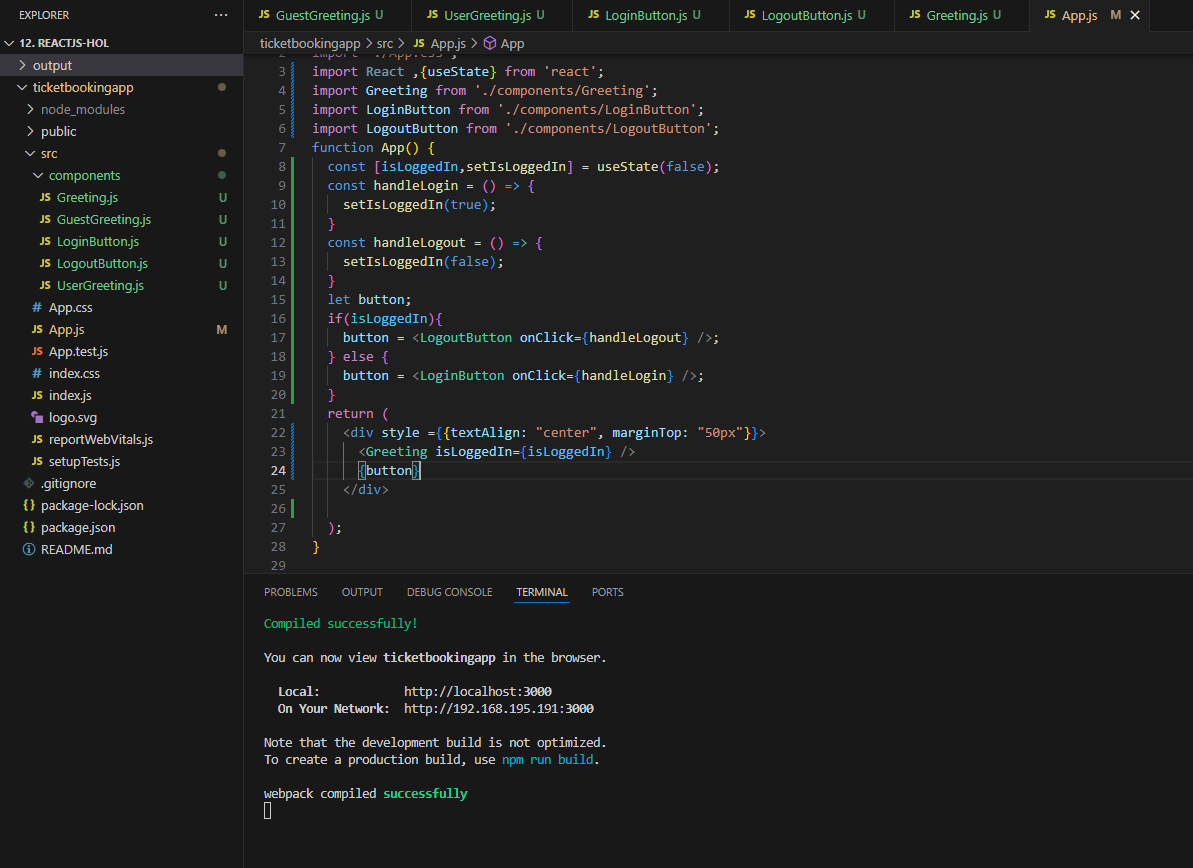 EXPLORER ···
12. REACTJS-HOL
output
ticketbookingapp
node_modules
public
src
components
JS Greeting.js U
JS GuestGreeting.js U
JS LoginButton.js U
JS LogoutButton.js U
JS UserGreeting.js U
# App.css
JS App.js M
JS App.test.js
# index.css
JS index.js
logo.svg
JS reportWebVitals.js
JS setupTests.js
.gitignore
{} package-lock.json
{} package.json
README.md
JS GuestGreeting.js U JS UserGreeting.js U JS LoginButton.js U JS LogoutButton.js U JS Greeting.js U JS App.js M
ticketbookingapp > src > JS App.js > App
2 import './App.css';
3 import React ,{useState} from 'react';
4 import Greeting from './components/Greeting';
5 import LoginButton from './components/LoginButton';
6 import LogoutButton from './components/LogoutButton';
7 function App() {
8 const [isLoggedIn,setIsLoggedIn] = useState(false);
9 const handleLogin = () => {
10 setIsLoggedIn(true);
11 }
12 const handleLogout = () => {
13 setIsLoggedIn(false);
14 }
15 let button;
16 if(isLoggedIn){
17 button = <LogoutButton onClick={handleLogout} />;
18 } else {
19 button = <LoginButton onClick={handleLogin} />;
20 }
21 return (
22 <div style ={{textAlign: "center", marginTop: "50px"}}>
23 <Greeting isLoggedIn={isLoggedIn} />
24 {button}
25 </div>
26
27 );
28 }
29
PROBLEMS OUTPUT DEBUG CONSOLE TERMINAL PORTS
Compiled successfully!
You can now view ticketbookingapp in the browser.
Local: http://localhost:3000
On Your Network: http://192.168.195.191:3000
Note that the development build is not optimized.
To create a production build, use npm run build.
webpack compiled successfully